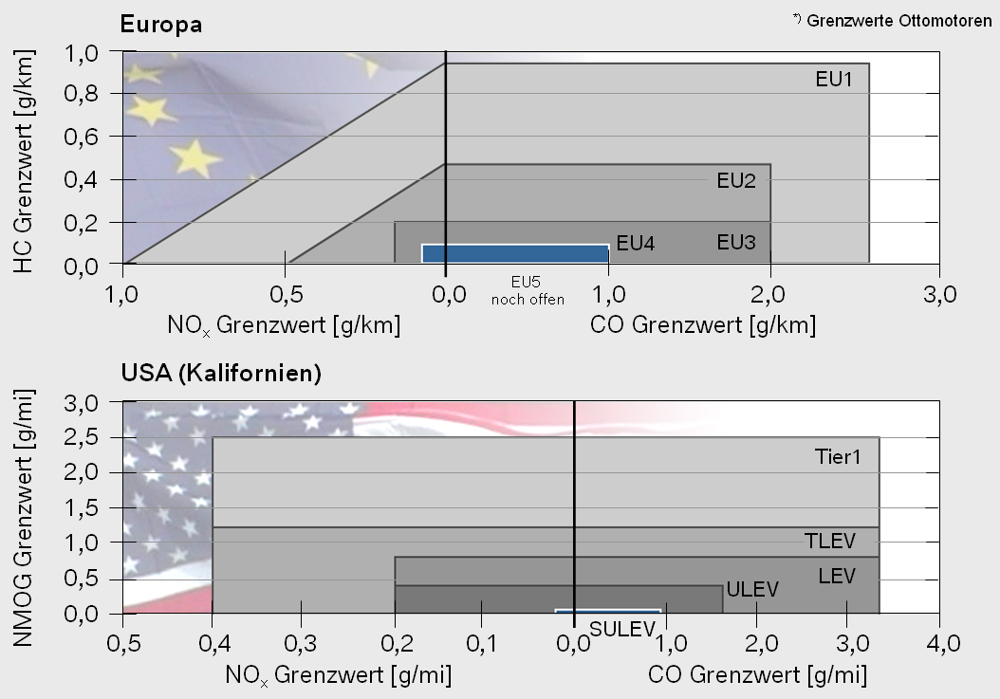 Europa
*) Grenzwerte Ottomotoren
HC Grenzwert [g/km]
1,0
0,8
0,6
0,4
0,2
0,0
EU1
EU2
EU3
EU4
1,0
0,5
0,0
EU5
noch offen
1,0
2,0
3,0
NOx Grenzwert [g/km]
CO Grenzwert [g/km]
USA (Kalifornien)
NMOG Grenzwert [g/mi]
3,0
2,5
2,0
1,5
1,0
0,5
0,0
Tier1
TLEV
LEV
ULEV
SULEV
0,5
0,4
0,3
0,2
0,1
0,0
1,0
2,0
3,0
4,0
NOx Grenzwert [g/mi]
CO Grenzwert [g/mi]